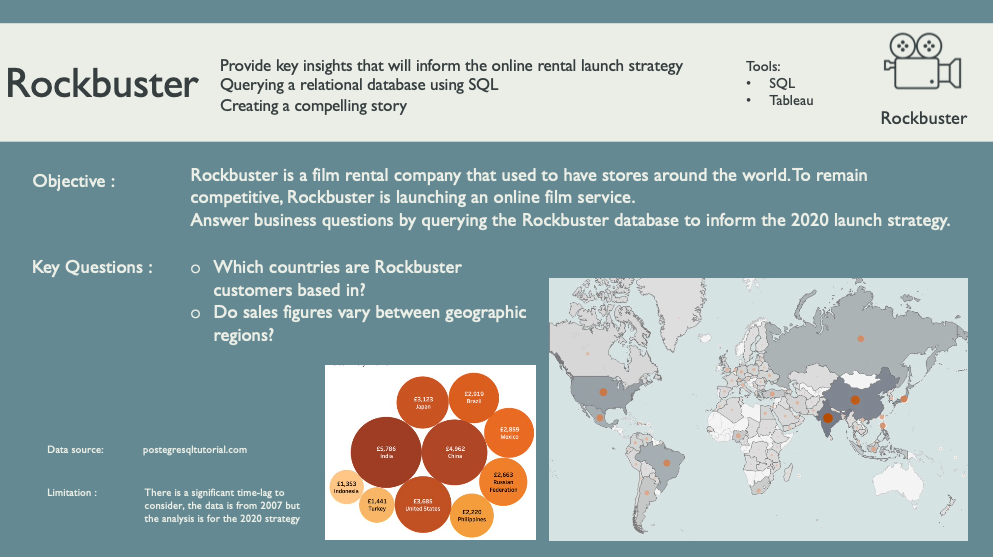 Rockbuster
Provide key insights that will inform the online rental launch strategy
Querying a relational database using SQL
Creating a compelling story
Tools:
• SQL
• Tableau
Rockbuster
Objective :
Rockbuster is a film rental company that used to have stores around the world. To remain
competitive, Rockbuster is launching an online film service.
Answer business questions by querying the Rockbuster database to inform the 2020 launch strategy.
Key Questions :
o Which countries are Rockbuster
customers based in?
o Do sales figures vary between geographic
regions?
£3,123
Japan
£2,919
Brazil
£2,859
Mexico
£5,786
India
£4,962
China
£2,663
Russian
Federation
£1,353
Indonesia
£1,441
Turkey
£3,685
United States
£2,220
Philippines
Data source:
postegresqltutorial.com
Limitation :
There is a significant time-lag to
consider, the data is from 2007 but
the analysis is for the 2020 strategy